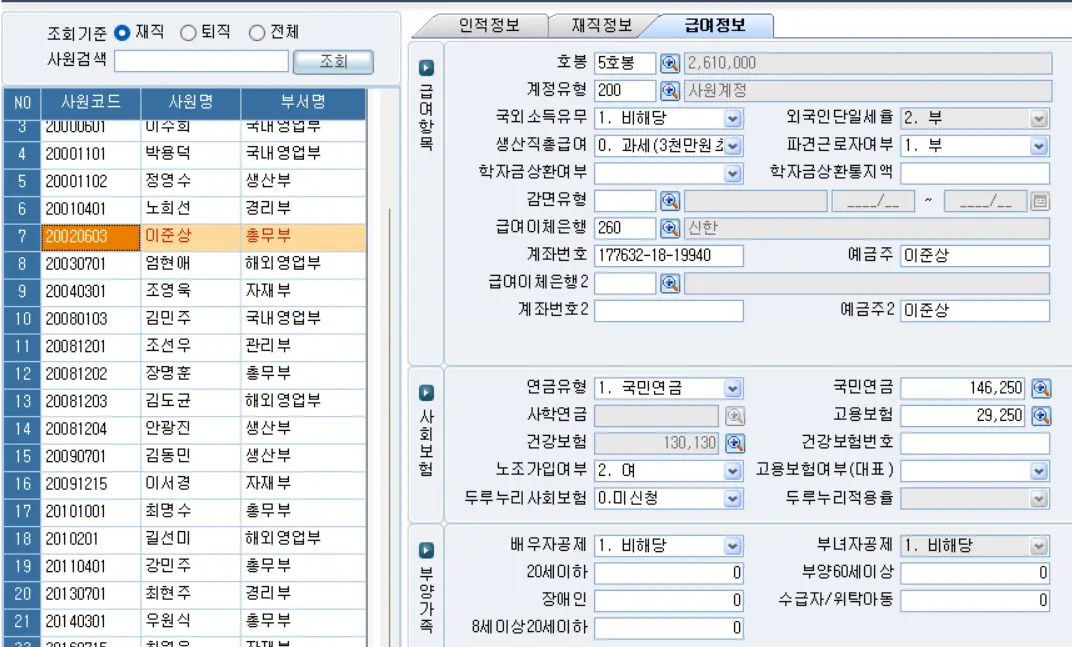 조회기준 재직 퇴직 전체
사원검색 조회
NO 사원코드 사원명 부서명
3 20000601 이수희 국내영업부
4 20001101 박용덕 국내영업부
5 20001102 정영수 생산부
6 20010401 노희선 경리부
7 20020603 이준상 총무부
8 20030701 엄현애 해외영업부
9 20040301 조영욱 자재부
10 20080103 김민주 국내영업부
11 20081201 조선우 관리부
12 20081202 장명훈 총무부
13 20081203 김도균 해외영업부
14 20081204 안광진 생산부
15 20090701 김동민 생산부
16 20091215 이서경 자재부
17 20101001 최명수 총무부
18 2010201 길선미 해외영업부
19 20110401 강민주 총무부
20 20130701 최현주 경리부
21 20140301 우원식 총무부
인적정보 재직정보 급여정보
급여항목
호봉 5호봉 2,610,000
계정유형 200 사원계정
국외소득유무 1. 비해당 외국인단일세율 2. 부
생산직총급여 0. 과세(3천만원초 파견근로자여부 1. 부
학자금상환여부 학자금상환통지액
감면유형 ____/__ ~ ____/__
급여이체은행 260 신한
계좌번호 177632-18-19940 예금주 이준상
급여이체은행2
계좌번호2 예금주2 이준상
사회보험
연금유형 1. 국민연금 국민연금 146,250
사학연금 고용보험 29,250
건강보험 130,130 건강보험번호
노조가입여부 2. 여 고용보험여부(대표)
두루누리사회보험 0.미신청 두루누리적용율
부양가족
배우자공제 1. 비해당 부녀자공제 1. 비해당
20세이하 0 부양60세이상 0
장애인 0 수급자/위탁아동 0
8세이상20세이하 0